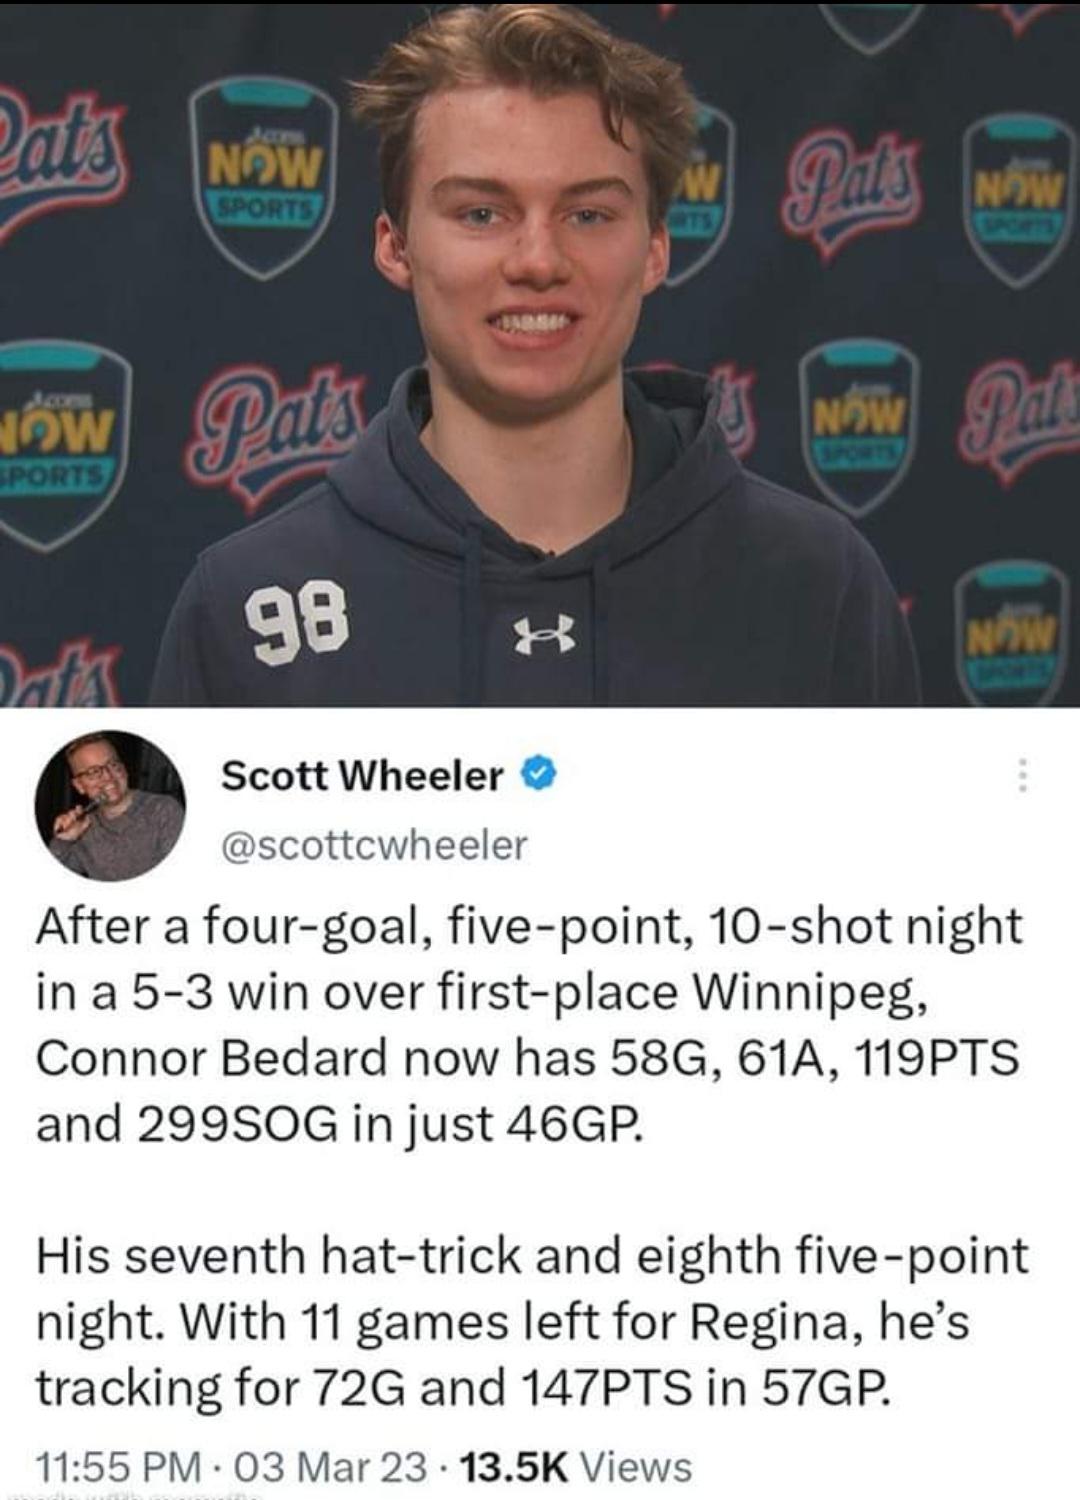 Pats
Access
NOW
SPORTS
Pats
NOW
SPORTS
Access
NOW
SPORTS
Pats
NOW
SPORTS
Pats
98
NOW
SPORTS
Pats
Scott Wheeler
@scottcwheeler
After a four-goal, five-point, 10-shot night
in a 5-3 win over first-place Winnipeg,
Connor Bedard now has 58G, 61A, 119PTS
and 299SOG in just 46GP.
His seventh hat-trick and eighth five-point
night. With 11 games left for Regina, he’s
tracking for 72G and 147PTS in 57GP.
11:55 PM · 03 Mar 23 · 13.5K Views